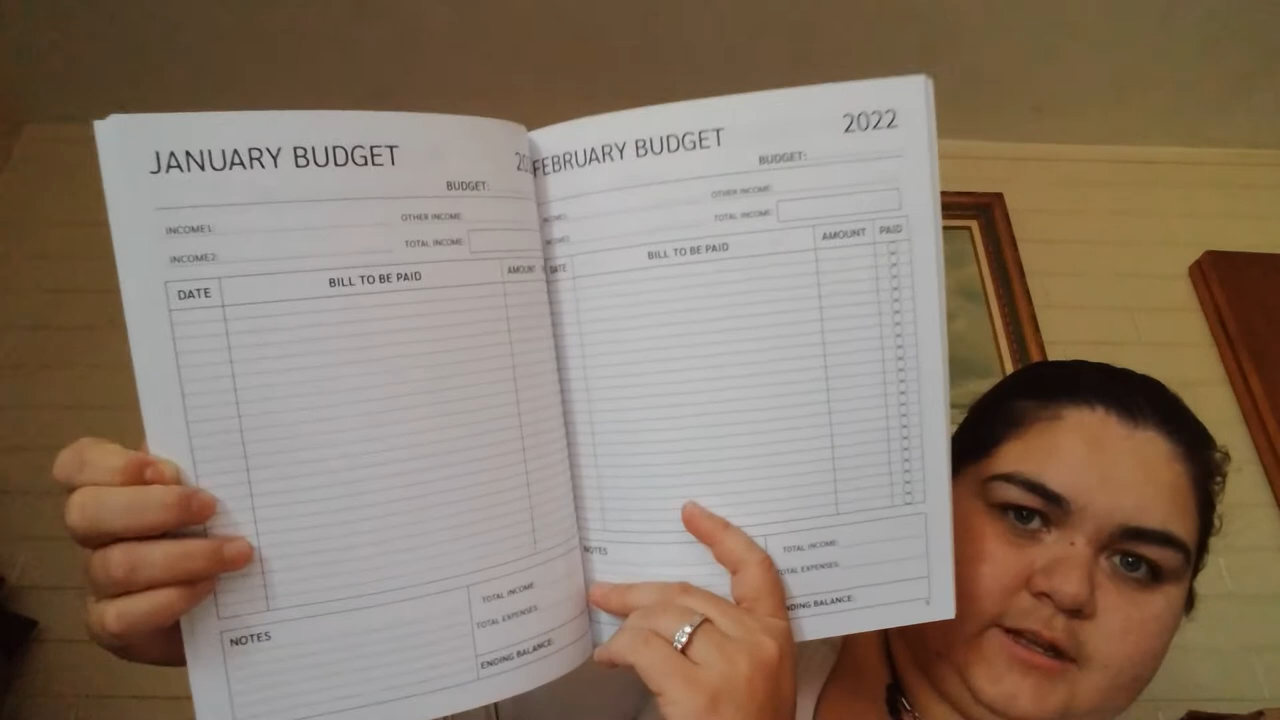 JANUARY BUDGET
BUDGET:
INCOME1:
OTHER INCOME:
INCOME2:
TOTAL INCOME:
DATE BILL TO BE PAID AMOUNT
NOTES
TOTAL INCOME:
TOTAL EXPENSES:
ENDING BALANCE:
FEBRUARY BUDGET 2022
BUDGET:
OTHER INCOME:
TOTAL INCOME:
DATE BILL TO BE PAID AMOUNT PAID
NOTES
TOTAL INCOME:
TOTAL EXPENSES:
ENDING BALANCE: